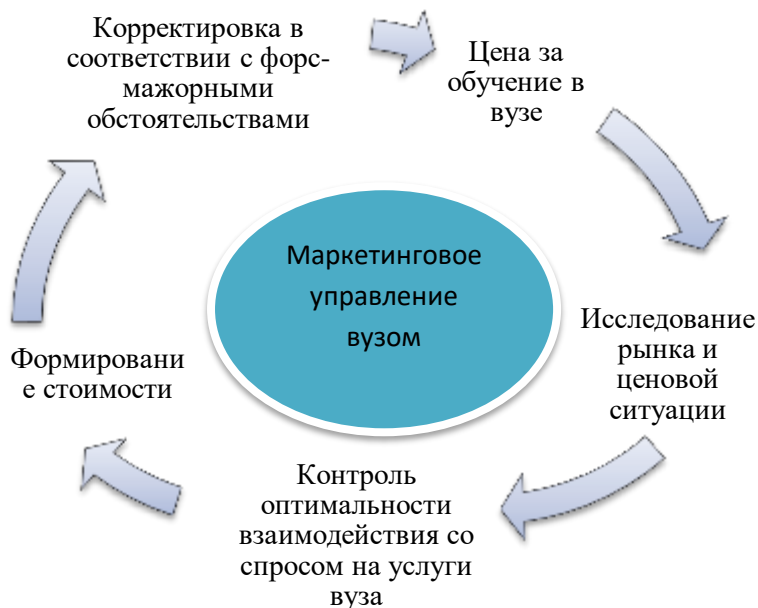 Корректировка в
соответствии с форс-
мажорными
обстоятельствами
Цена за
обучение в
вузе
Исследование
рынка и
ценовой
ситуации
Контроль
оптимальности
взаимодействия со
спросом на услуги
вуза
Формировани
е стоимости
Маркетинговое
управление
вузом